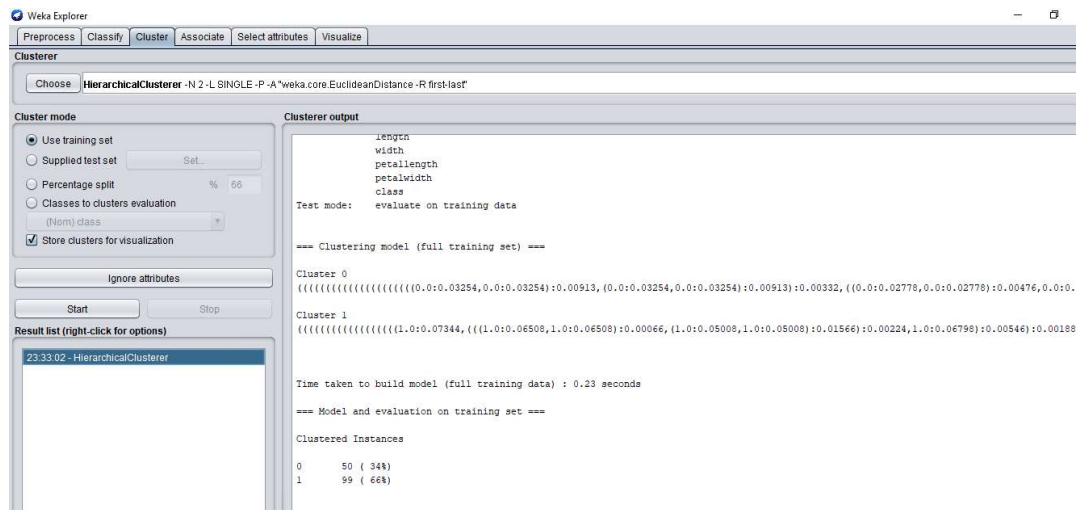 Weka Explorer
Preprocess Classify Cluster Associate Select attributes Visualize
Clusterer
Choose HierarchicalClusterer -N 2 -L SINGLE -P -A "weka.core.EuclideanDistance -R first-last"
Cluster mode
Use training set
Supplied test set Set...
Percentage split % 66
Classes to clusters evaluation
(Nom) class
Store clusters for visualization
Ignore attributes
Start Stop
Result list (right-click for options)
23:33:02 - HierarchicalClusterer
Clusterer output
length
width
petallength
petalwidth
class
Test mode: evaluate on training data
=== Clustering model (full training set) ===
Cluster 0
((((((((((((((((((((((0.0:0.03254,0.0:0.03254):0.00913,(0.0:0.03254,0.0:0.03254):0.00913):0.00332,((0.0:0.02778,0.0:0.02778):0.00476,0.0:0.
Cluster 1
((((((((((((((((((1.0:0.07344,(((1.0:0.06508,1.0:0.06508):0.00066,(1.0:0.05008,1.0:0.05008):0.01566):0.00224,1.0:0.06798):0.00546):0.00188
Time taken to build model (full training data) : 0.23 seconds
=== Model and evaluation on training set ===
Clustered Instances
0 50 ( 34%)
1 99 ( 66%)